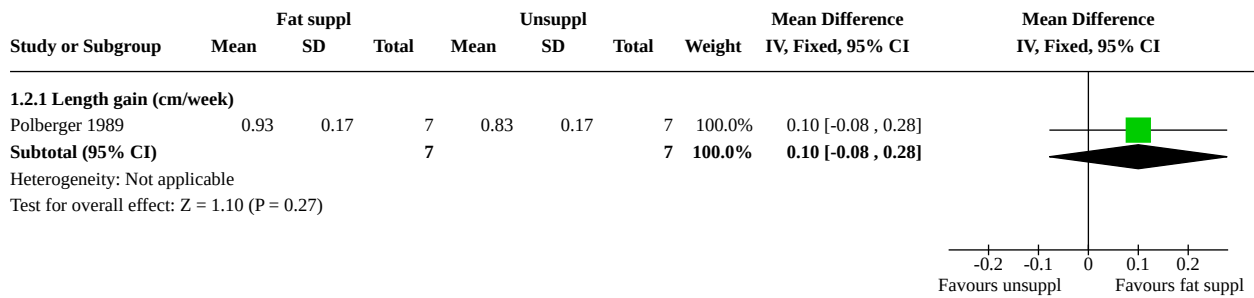 Fat suppl Unsuppl Mean Difference Mean Difference
Study or Subgroup Mean SD Total Mean SD Total Weight IV, Fixed, 95% CI IV, Fixed, 95% CI
1.2.1 Length gain (cm/week)
Polberger 1989 0.93 0.17 7 0.83 0.17 7 100.0% 0.10 [-0.08 , 0.28]
Subtotal (95% CI) 7 7 100.0% 0.10 [-0.08 , 0.28]
Heterogeneity: Not applicable
Test for overall effect: Z = 1.10 (P = 0.27)
-0.2 -0.1 0 0.1 0.2
Favours unsuppl Favours fat suppl